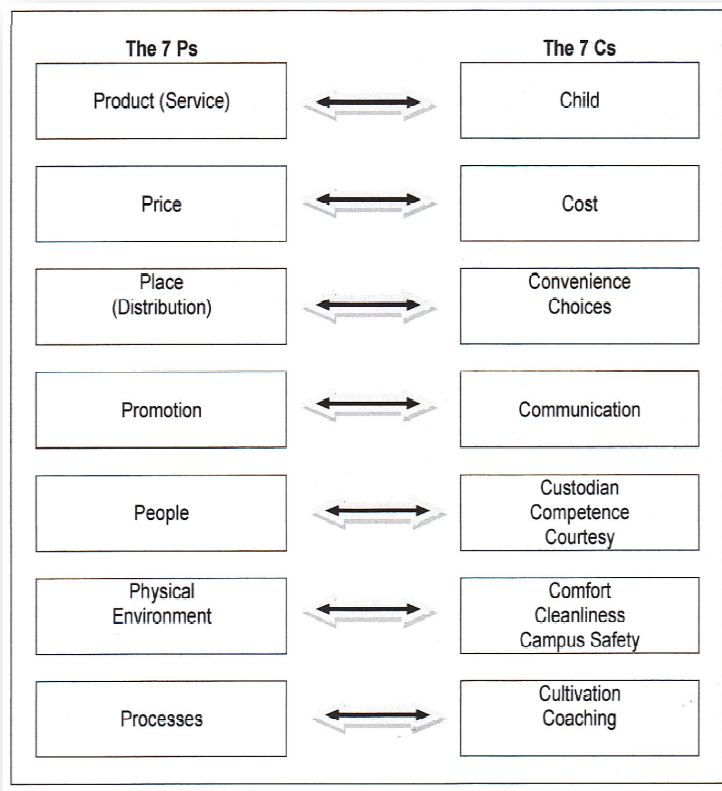 The 7 Ps
The 7 Cs
Product (Service)
Child
Price
Cost
Place
(Distribution)
Convenience
Choices
Promotion
Communication
People
Custodian
Competence
Courtesy
Physical
Environment
Comfort
Cleanliness
Campus Safety
Processes
Cultivation
Coaching